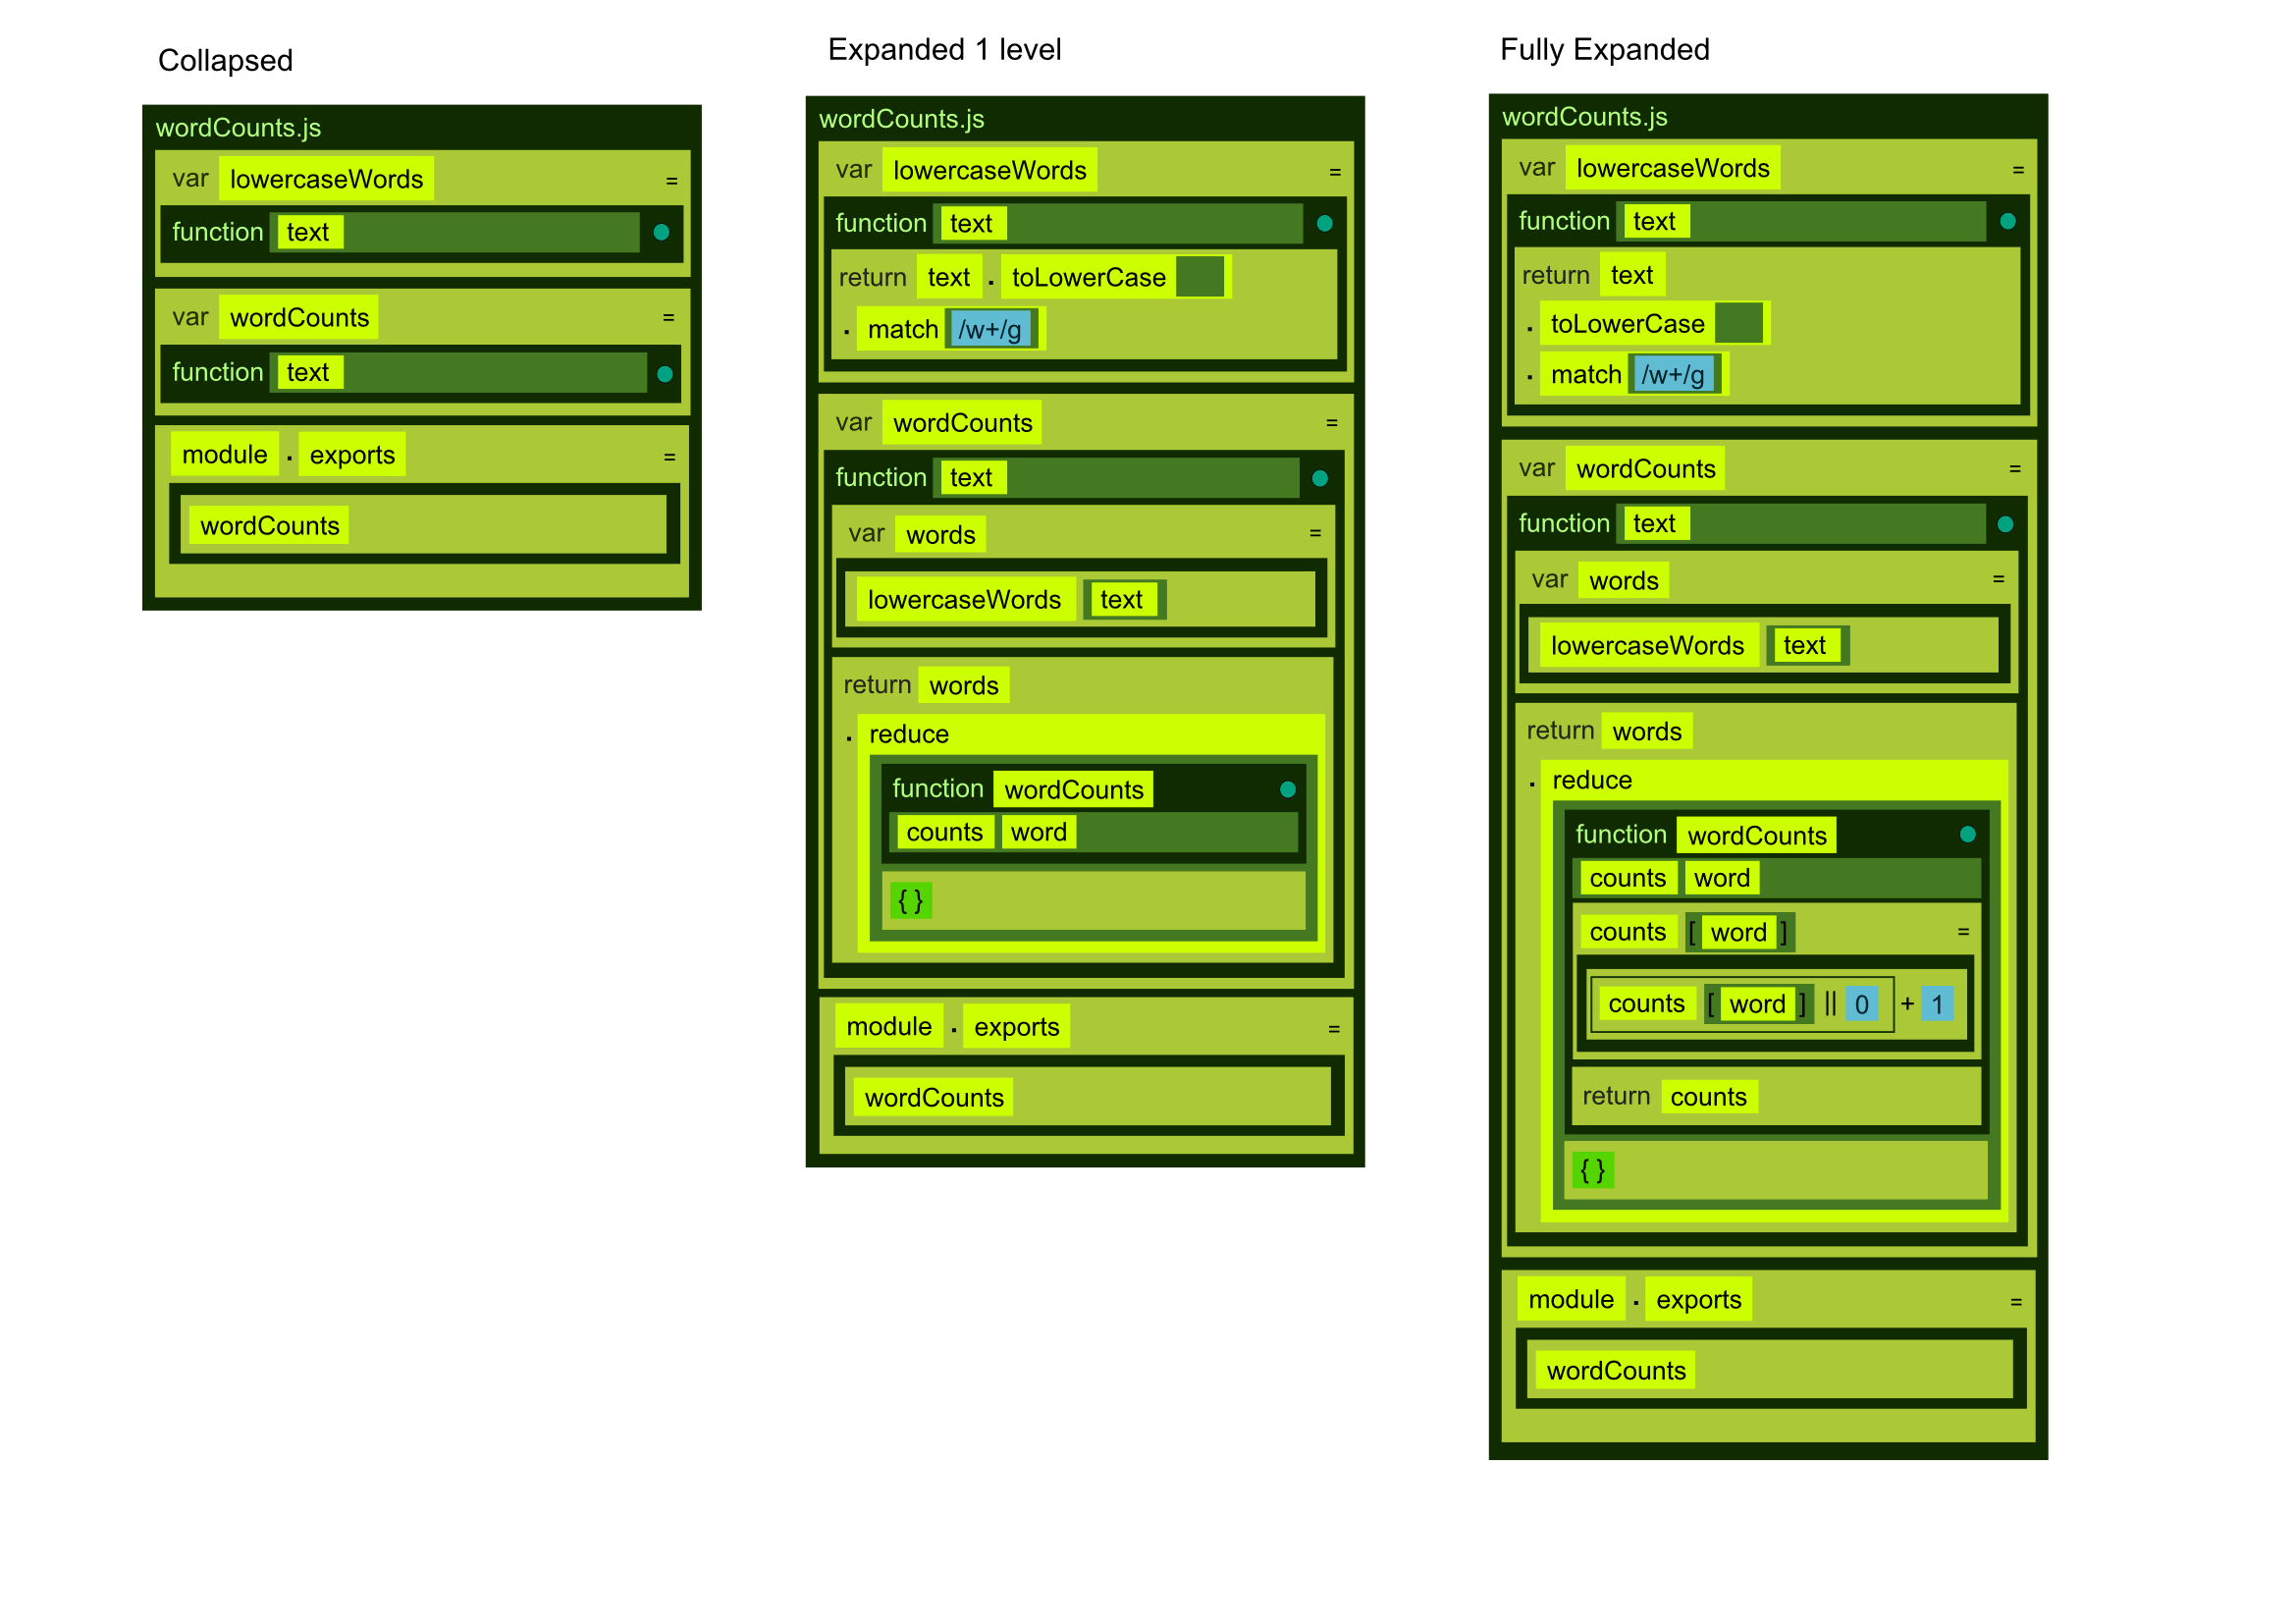 Collapsed
wordCounts.js
var lowercaseWords =
function text
var wordCounts =
function text
module . exports =
wordCounts
Expanded 1 level
wordCounts.js
var lowercaseWords =
function text
return text . toLowerCase
. match /w+/g
var wordCounts =
function text
var words =
lowercaseWords text
return words
. reduce
function wordCounts
counts word
{ }
module . exports =
wordCounts
Fully Expanded
wordCounts.js
var lowercaseWords =
function text
return text
. toLowerCase
. match /w+/g
var wordCounts =
function text
var words =
lowercaseWords text
return words
. reduce
function wordCounts
counts word
counts [ word ] =
counts [ word ] || 0 + 1
return counts
{ }
module . exports =
wordCounts